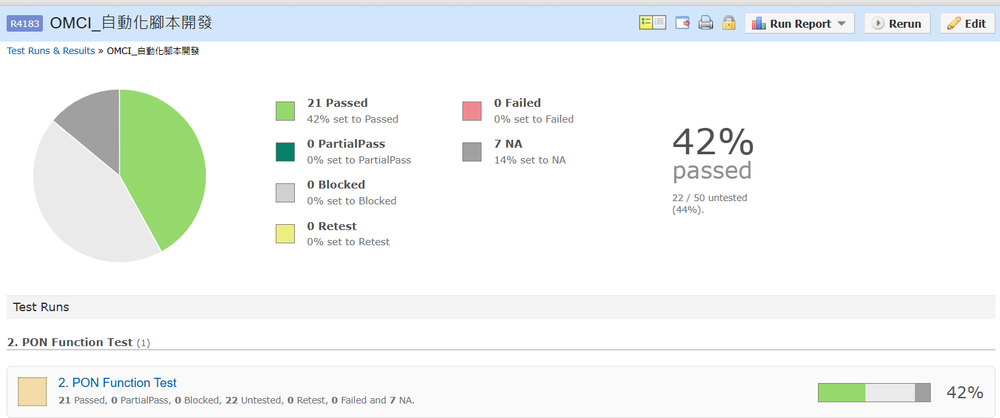 R4183 OMCI_自動化腳本開發 Run Report Rerun Edit
Test Runs & Results » OMCI_自動化腳本開發
21 Passed
42% set to Passed
0 PartialPass
0% set to PartialPass
0 Blocked
0% set to Blocked
0 Retest
0% set to Retest
0 Failed
0% set to Failed
7 NA
14% set to NA
42%
passed
22 / 50 untested
(44%).
Test Runs
2. PON Function Test (1)
2. PON Function Test
21 Passed, 0 PartialPass, 0 Blocked, 22 Untested, 0 Retest, 0 Failed and 7 NA.
42%